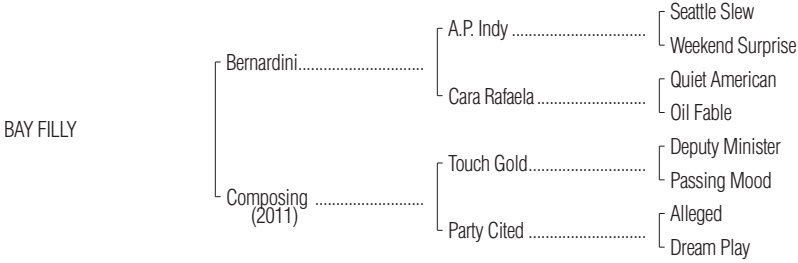 Seattle Slew
A.P. Indy ................................
Weekend Surprise
Bernardini..............................
Quiet American
Cara Rafaela ..........................
Oil Fable
BAY FILLY
Deputy Minister
Touch Gold............................
Passing Mood
Composing ..........................
(2011)
Alleged
Party Cited ............................
Dream Play